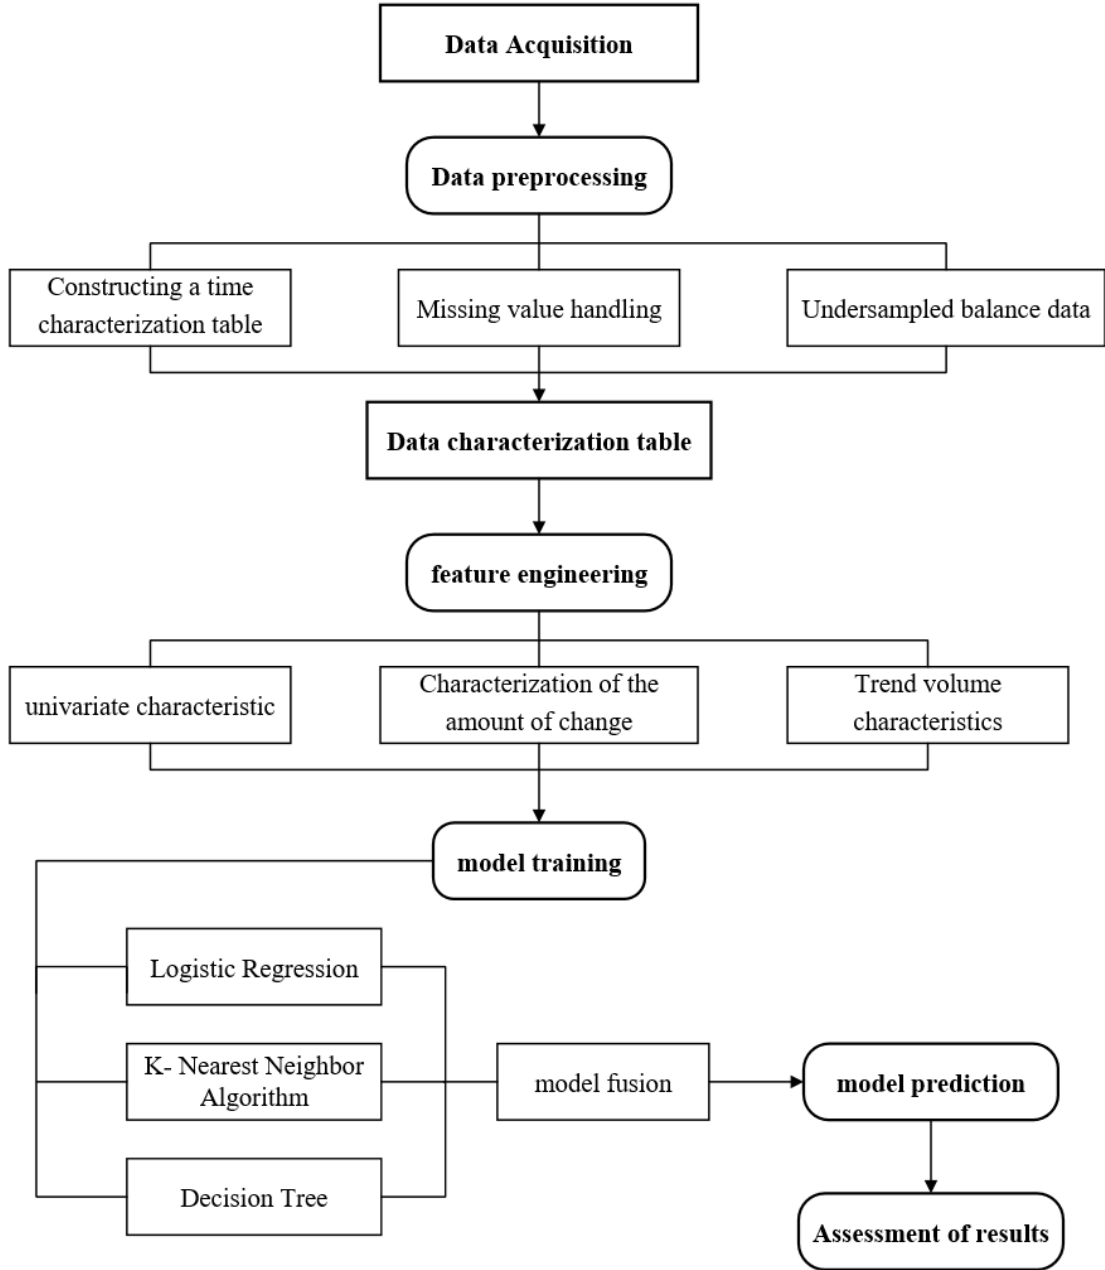 Data Acquisition
Data preprocessing
Constructing a time
characterization table
Missing value handling
Undersampled balance data
Data characterization table
feature engineering
univariate characteristic
Characterization of the
amount of change
Trend volume
characteristics
model training
Logistic Regression
K- Nearest Neighbor
Algorithm
model fusion
model prediction
Decision Tree
Assessment of results